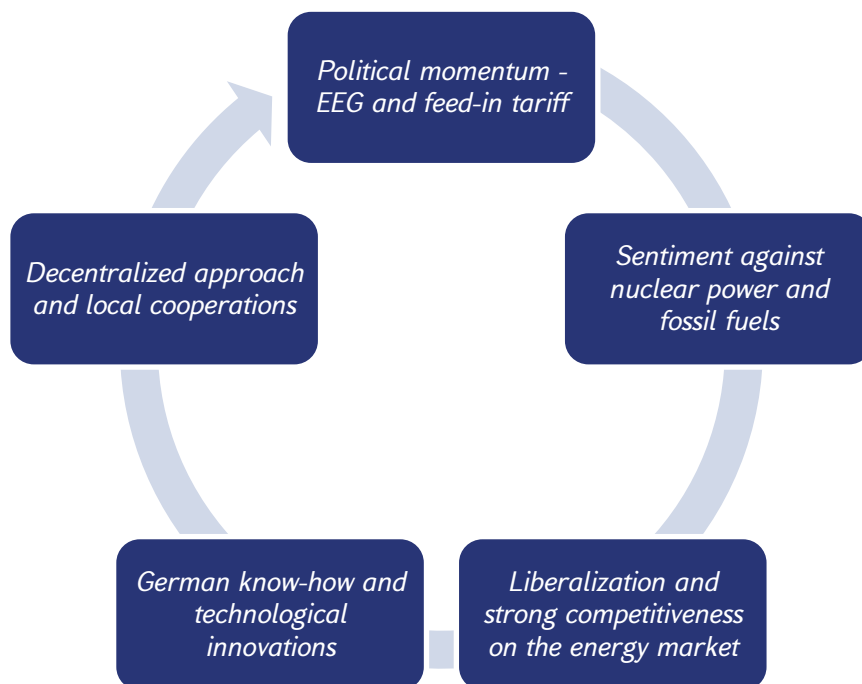 Political momentum -
EEG and feed-in tariff
Sentiment against
nuclear power and
fossil fuels
Liberalization and
strong competitiveness
on the energy market
German know-how and
technological
innovations
Decentralized approach
and local cooperations